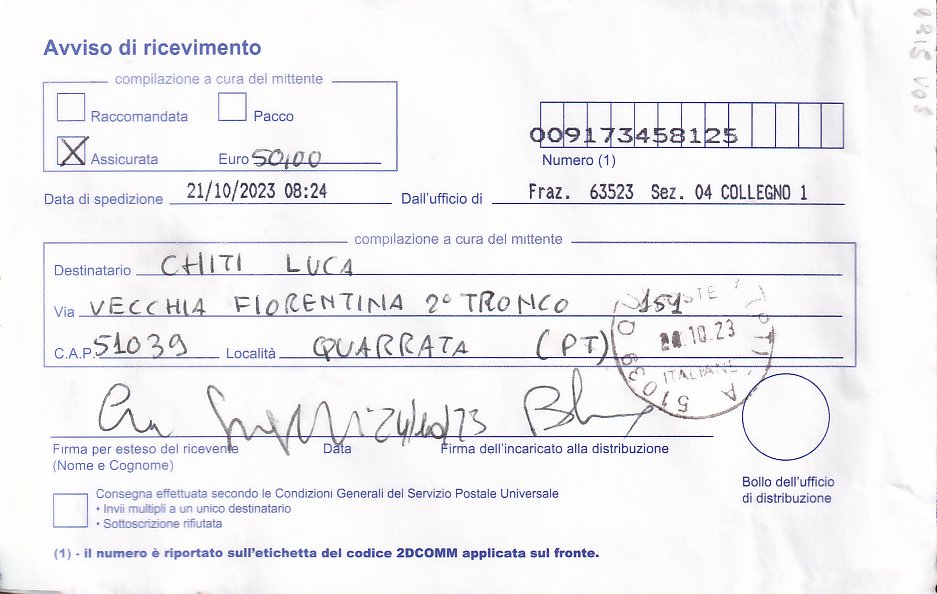 Avviso di ricevimento
compilazione a cura del mittente
Raccomandata Pacco
Assicurata Euro 50,00
009173458125
Numero (1)
Data di spedizione 21/10/2023 08:24 Dall'ufficio di Fraz. 63523 Sez. 04 COLLEGNO 1
compilazione a cura del mittente
Destinatario CHITI LUCA
Via VECCHIA FIORENTINA 2° TRONCO 151
C.A.P. 51039 Località QUARRATA (PT)
POSTE ITALIANE
.10.23
51039
24/10/23
Firma per esteso del ricevente Data Firma dell'incaricato alla distribuzione
(Nome e Cognome)
Bollo dell'ufficio
di distribuzione
Consegna effettuata secondo le Condizioni Generali del Servizio Postale Universale
• Invii multipli a un unico destinatario
• Sottoscrizione rifiutata
(1) - il numero è riportato sull'etichetta del codice 2DCOMM applicata sul fronte.